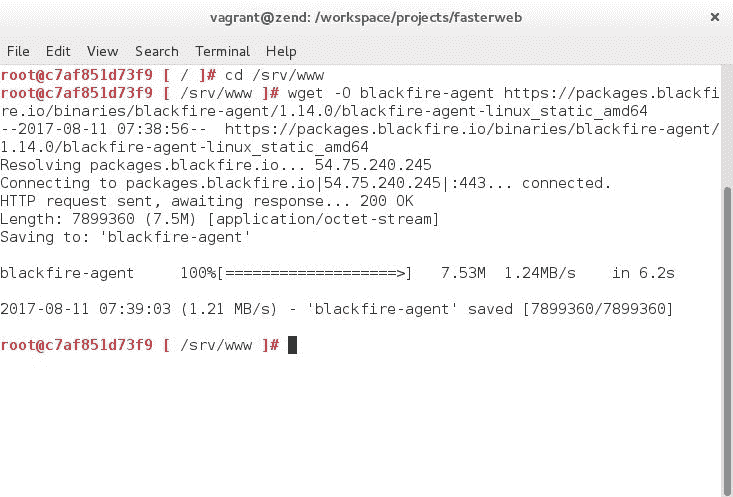 vagrant@zend: /workspace/projects/fasterweb ×
File Edit View Search Terminal Help
root@c7af851d73f9 [ / ]# cd /srv/www
root@c7af851d73f9 [ /srv/www ]# wget -O blackfire-agent https://packages.blackfi
re.io/binaries/blackfire-agent/1.14.0/blackfire-agent-linux_static_amd64
--2017-08-11 07:38:56-- https://packages.blackfire.io/binaries/blackfire-agent/
1.14.0/blackfire-agent-linux_static_amd64
Resolving packages.blackfire.io... 54.75.240.245
Connecting to packages.blackfire.io|54.75.240.245|:443... connected.
HTTP request sent, awaiting response... 200 OK
Length: 7899360 (7.5M) [application/octet-stream]
Saving to: 'blackfire-agent'
blackfire-agent 100%[===================>] 7.53M 1.24MB/s in 6.2s
2017-08-11 07:39:03 (1.21 MB/s) - 'blackfire-agent' saved [7899360/7899360]
root@c7af851d73f9 [ /srv/www ]#